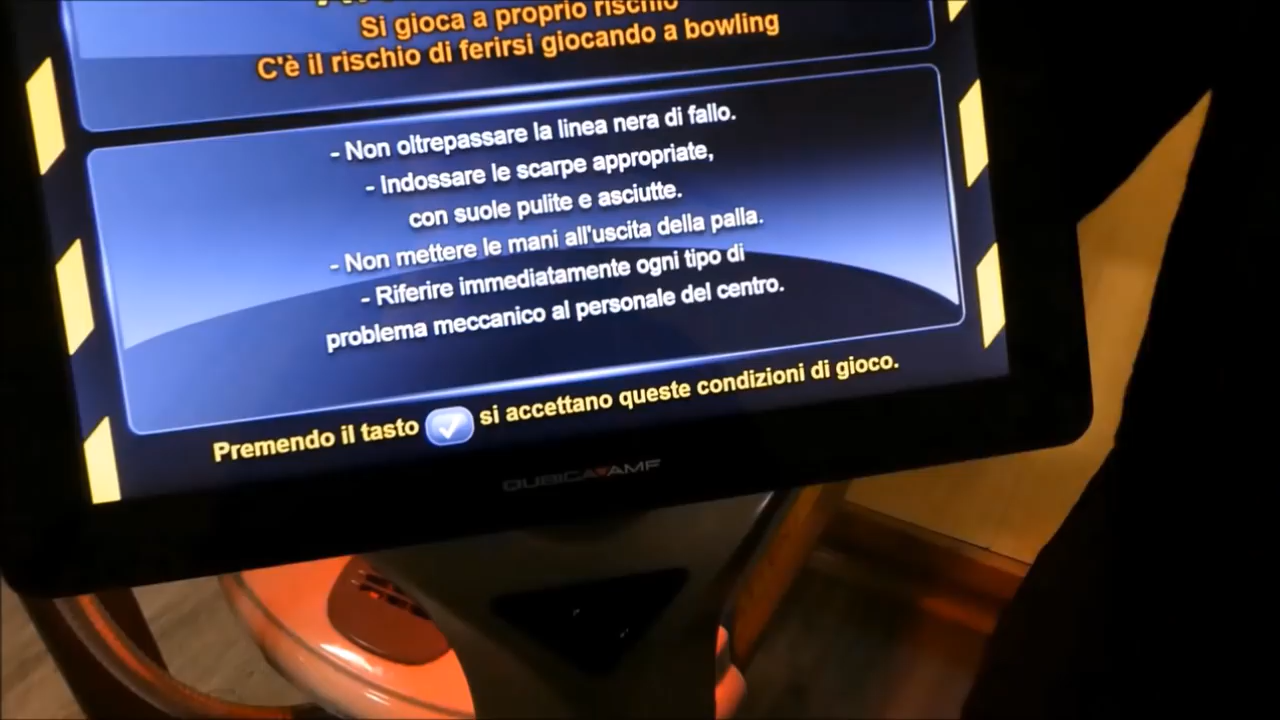 Si gioca a proprio rischio
C'è il rischio di ferirsi giocando a bowling
- Non oltrepassare la linea nera di fallo.
- Indossare le scarpe appropriate,
con suole pulite e asciutte.
- Non mettere le mani all'uscita della palla.
- Riferire immediatamente ogni tipo di
problema meccanico al personale del centro.
Premendo il tasto si accettano queste condizioni di gioco.
QUBICAAMF